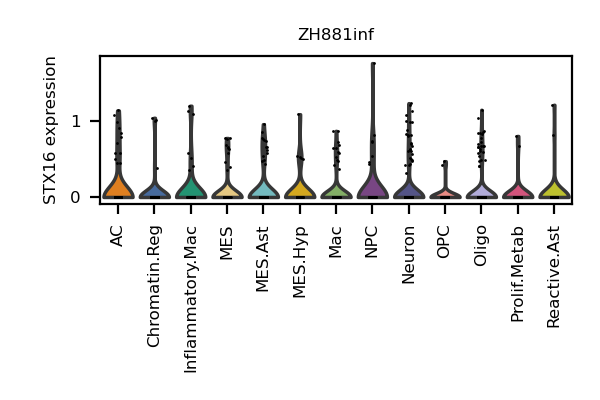 ZH881inf
STX16 expression
1
0
AC
Chromatin.Reg
Inflammatory.Mac
MES
MES.Ast
MES.Hyp
Mac
NPC
Neuron
OPC
Oligo
Prolif.Metab
Reactive.Ast